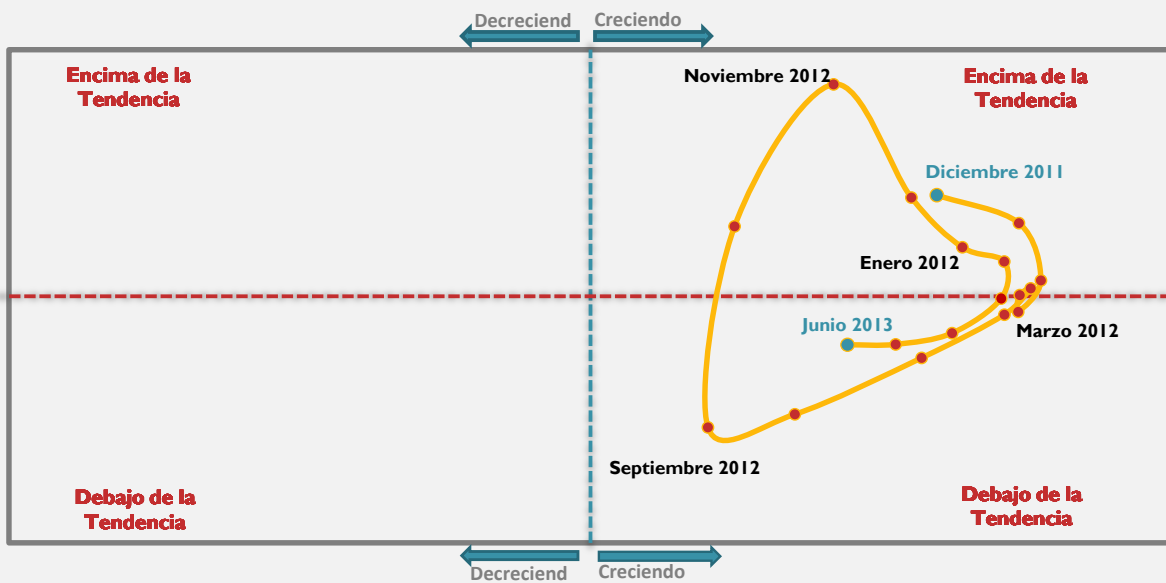 Decreciend Creciendo
Encima de la
Tendencia
Noviembre 2012
Encima de la
Tendencia
Diciembre 2011
Enero 2012
Junio 2013
Marzo 2012
Septiembre 2012
Debajo de la
Tendencia
Debajo de la
Tendencia
Decreciend Creciendo